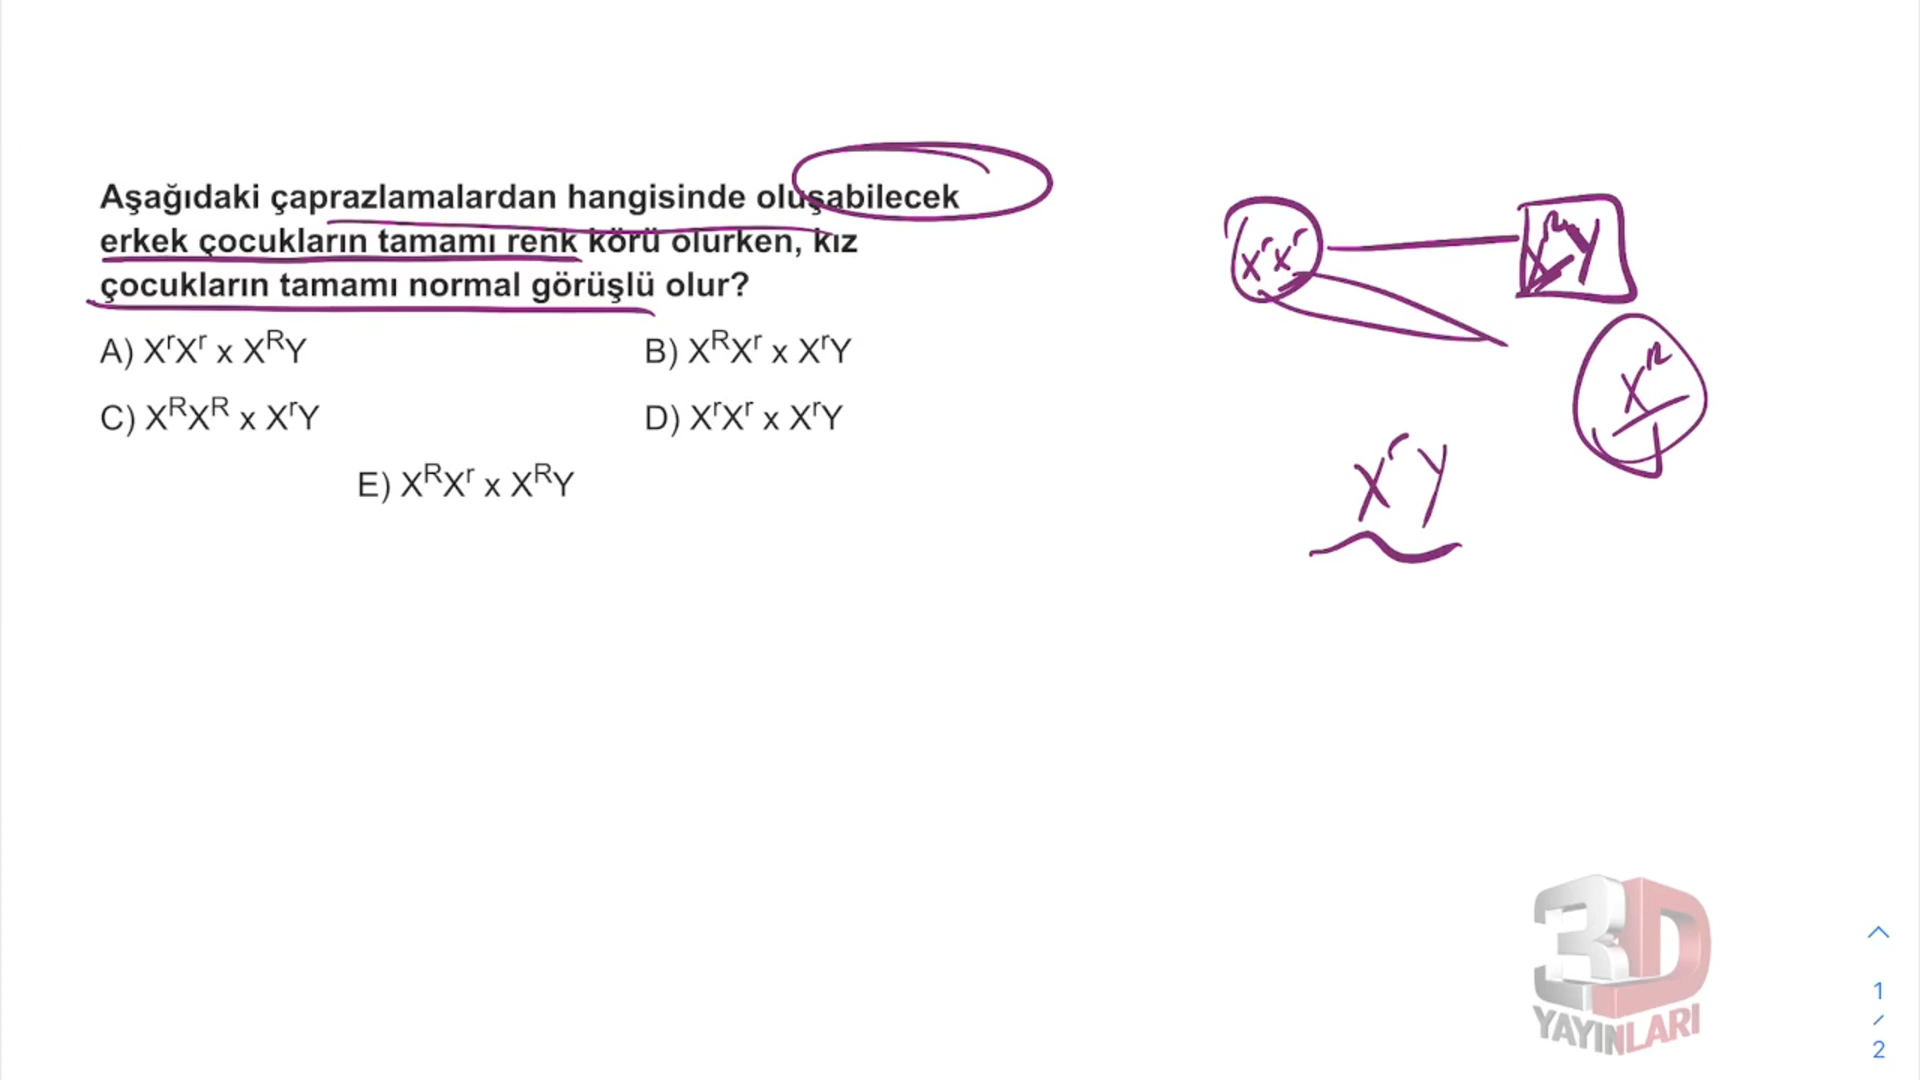 Aşağıdaki çaprazlamalardan hangisinde oluşabilecek
erkek çocukların tamamı renk körü olurken, kız
çocukların tamamı normal görüşlü olur?
A) XʳXʳ x XᴿY
B) XᴿXʳ x XʳY
C) XᴿXᴿ x XʳY
D) XʳXʳ x XʳY
E) XᴿXʳ x XᴿY
XʳXʳ
XᴿY
Xᴿ
XʳY
3D
YAYINLARI
1
/
2